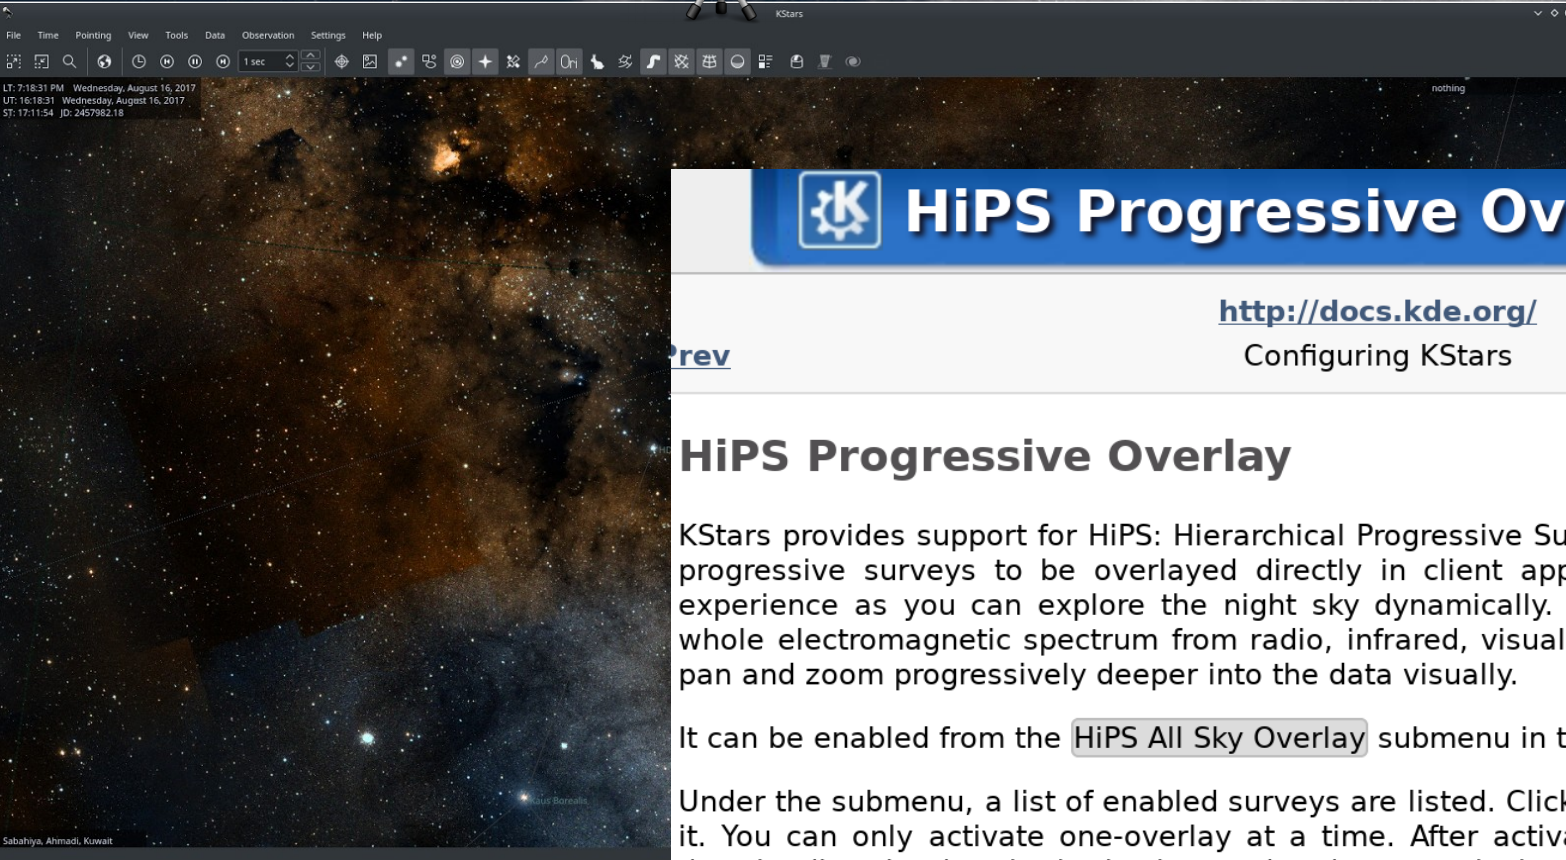 KStars
File Time Pointing View Tools Data Observation Settings Help
1 sec
Ori
LT: 7:18:31 PM Wednesday, August 16, 2017
UT: 16:18:31 Wednesday, August 16, 2017
ST: 17:11:54 JD: 2457982.18
nothing
HiPS Progressive Ov
http://docs.kde.org/
Prev
Configuring KStars
HiPS Progressive Overlay
KStars provides support for HiPS: Hierarchical Progressive Su
progressive surveys to be overlayed directly in client app
experience as you can explore the night sky dynamically.
whole electromagnetic spectrum from radio, infrared, visual
pan and zoom progressively deeper into the data visually.
It can be enabled from the HiPS All Sky Overlay submenu in t
Under the submenu, a list of enabled surveys are listed. Click
it. You can only activate one-overlay at a time. After activa
Kaus Borealis
Sabahiya, Ahmadi, Kuwait